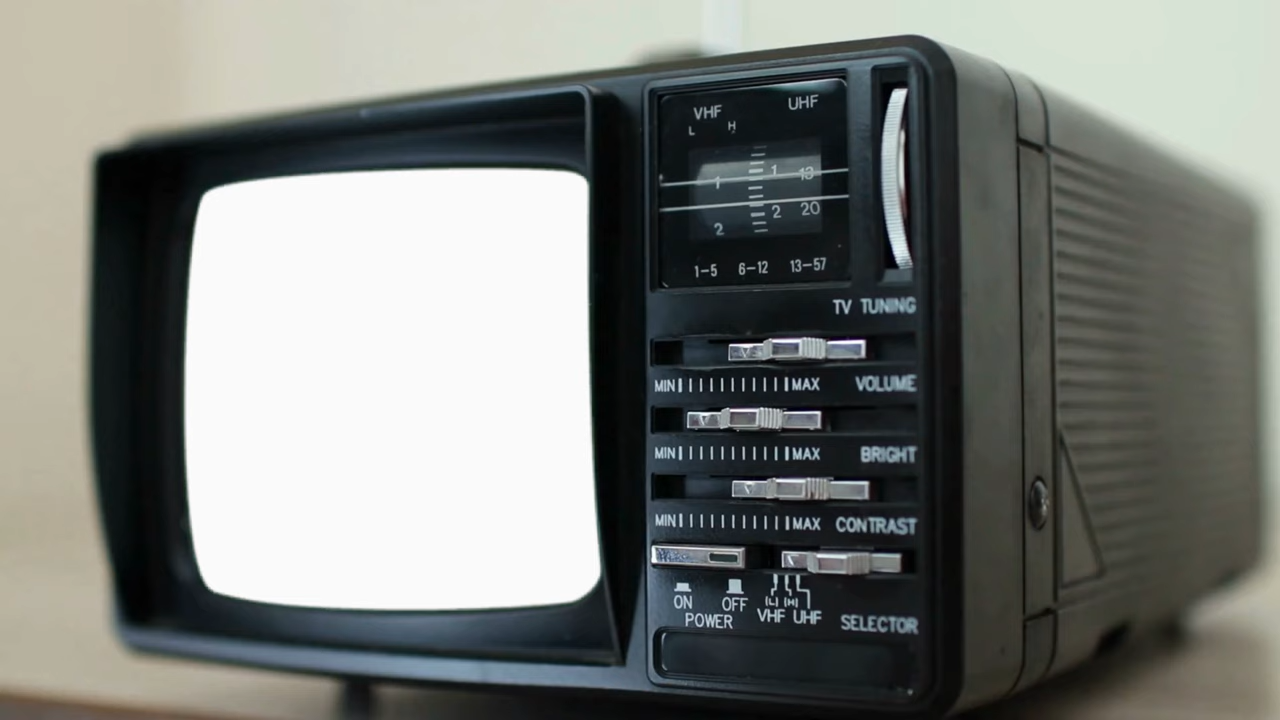 VHF UHF
L H
1 1 13
2 2 20
1-5 6-12 13-57
TV TUNING
MIN MAX VOLUME
MIN MAX BRIGHT
MIN MAX CONTRAST
ON OFF
POWER
(L) (H)
VHF UHF
SELECTOR